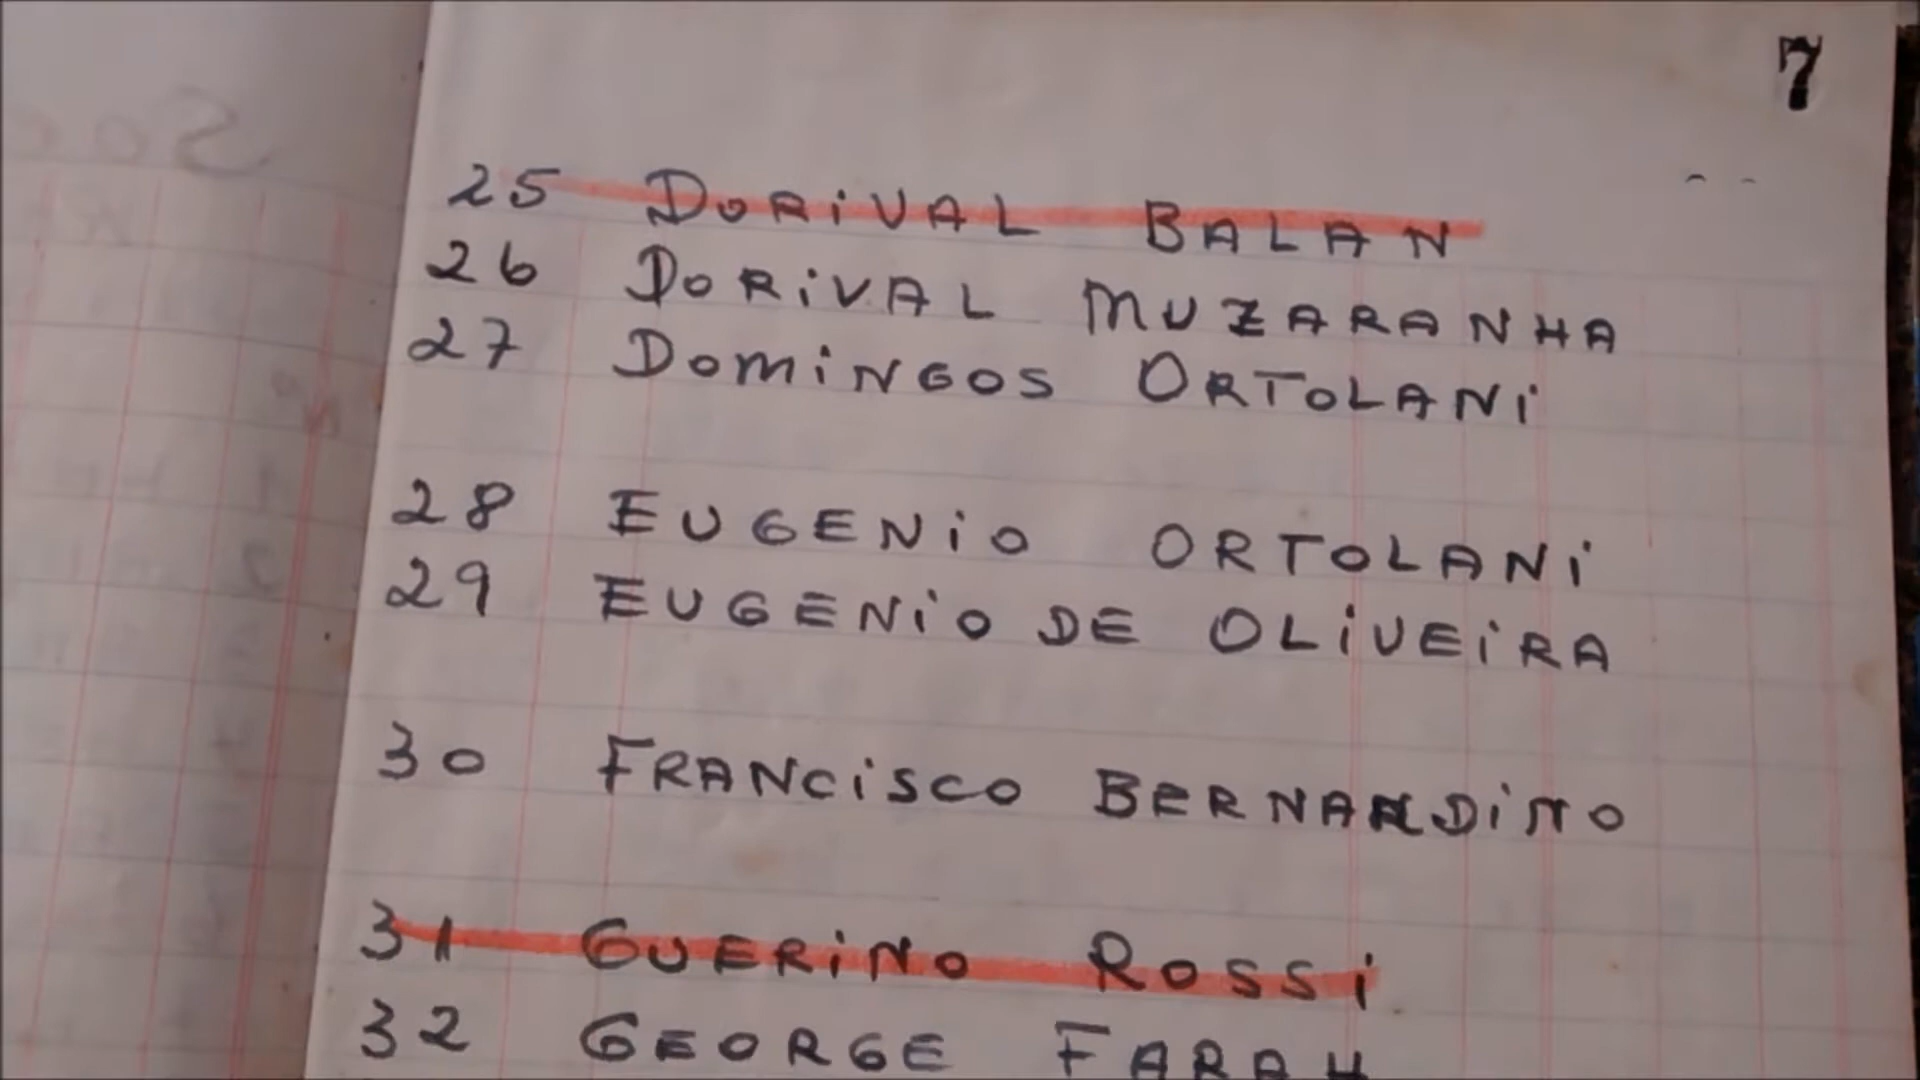 7
25 DORiVAL BALAN
26 DORiVAL MUZARANHA
27 DOMiNGOS ORTOLANi
28 EUGENiO ORTOLANi
29 EUGENiO DE OLiVEiRA
30 FRANCiSCO BERNARDiNO
31 GUERiNO ROSSi
32 GEORGE FARAH